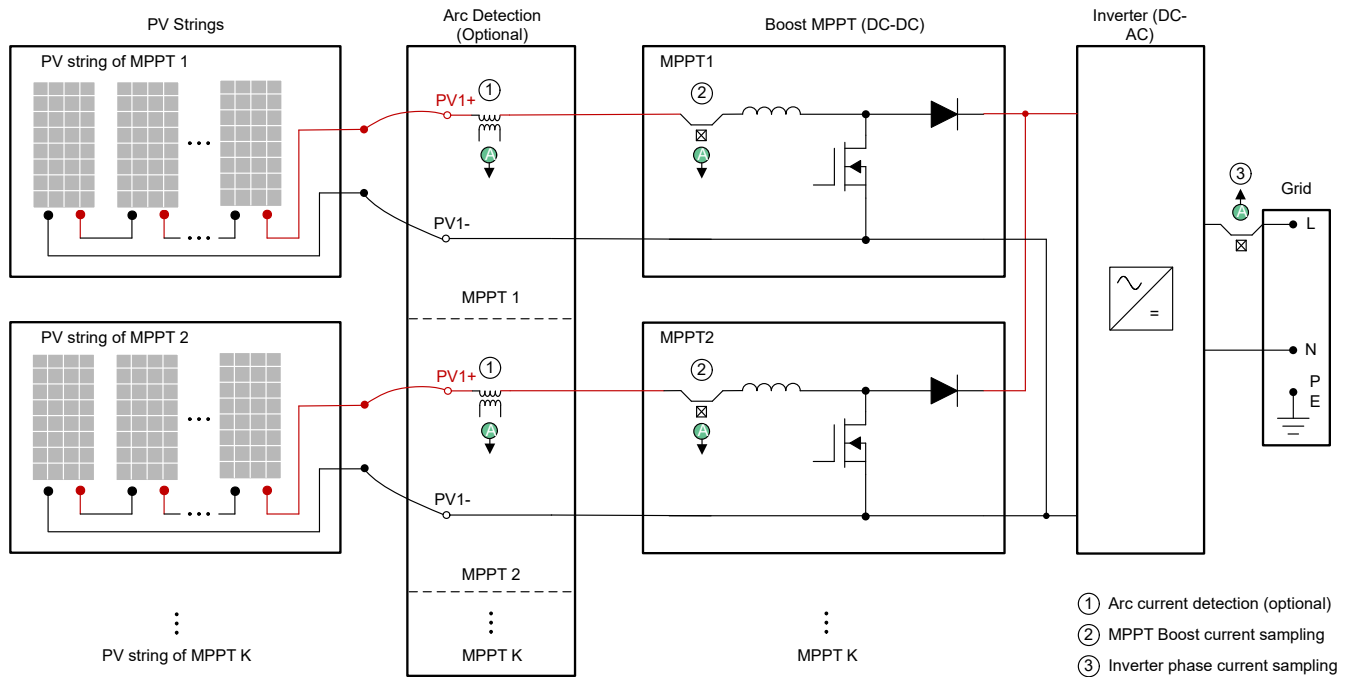 PV Strings
Arc Detection
(Optional)
Boost MPPT (DC-DC)
Inverter (DC-
AC)
PV string of MPPT 1
PV1+
1
A
PV1-
MPPT 1
MPPT1
2
A
3
A
Grid
L
N
P
E
=
PV string of MPPT 2
PV1+
1
A
PV1-
MPPT 2
MPPT2
2
A
PV string of MPPT K
MPPT K
MPPT K
1 Arc current detection (optional)
2 MPPT Boost current sampling
3 Inverter phase current sampling